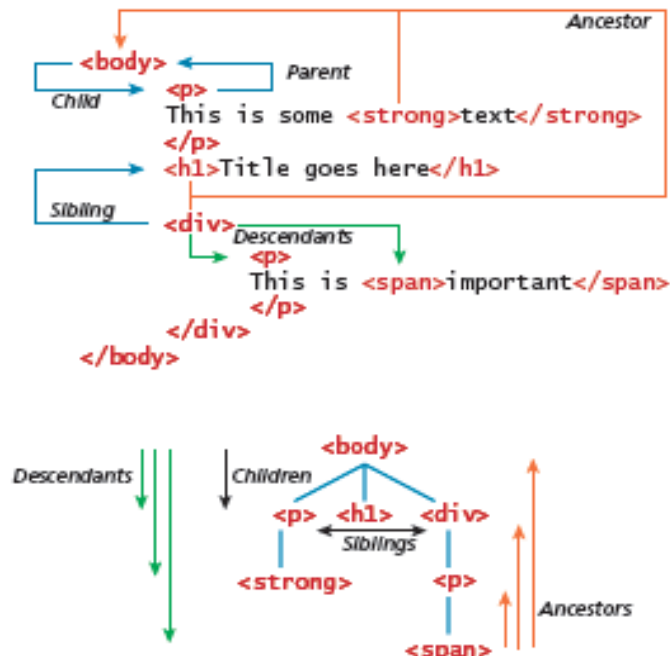 Ancestor
<body>
Parent
<p>
Child
This is some <strong>text</strong>
</p>
<h1>Title goes here</h1>
Sibling
<div>
Descendants
<p>
This is <span>important</span>
</p>
</div>
</body>
<body>
Descendants
Children
<p> <h1> <div>
Siblings
<strong> <p>
Ancestors
<span>